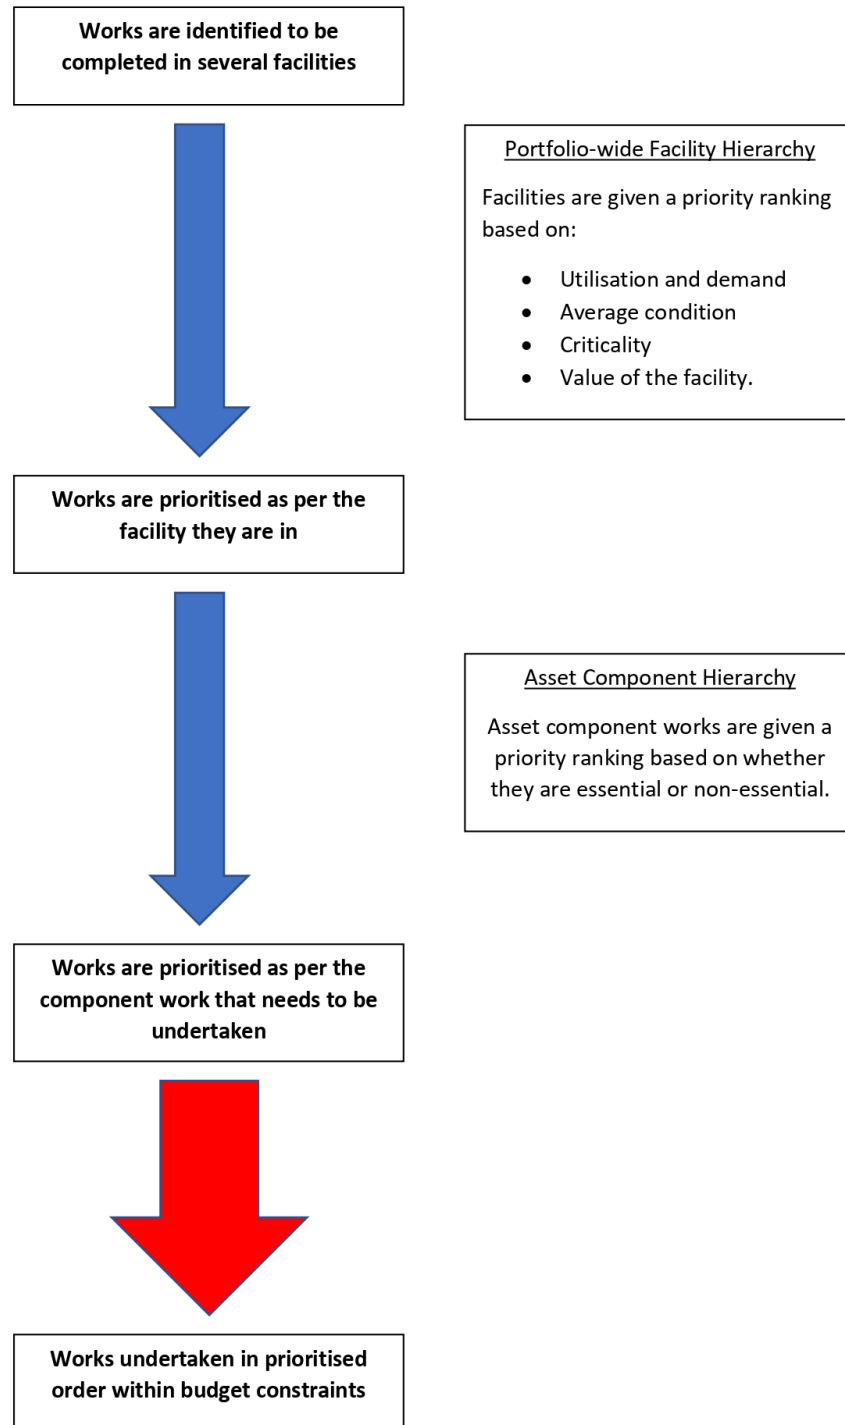 Works are identified to be
completed in several facilities
Portfolio-wide Facility Hierarchy
Facilities are given a priority ranking
based on:
• Utilisation and demand
• Average condition
• Criticality
• Value of the facility.
Works are prioritised as per the
facility they are in
Asset Component Hierarchy
Asset component works are given a
priority ranking based on whether
they are essential or non-essential.
Works are prioritised as per the
component work that needs to be
undertaken
Works undertaken in prioritised
order within budget constraints